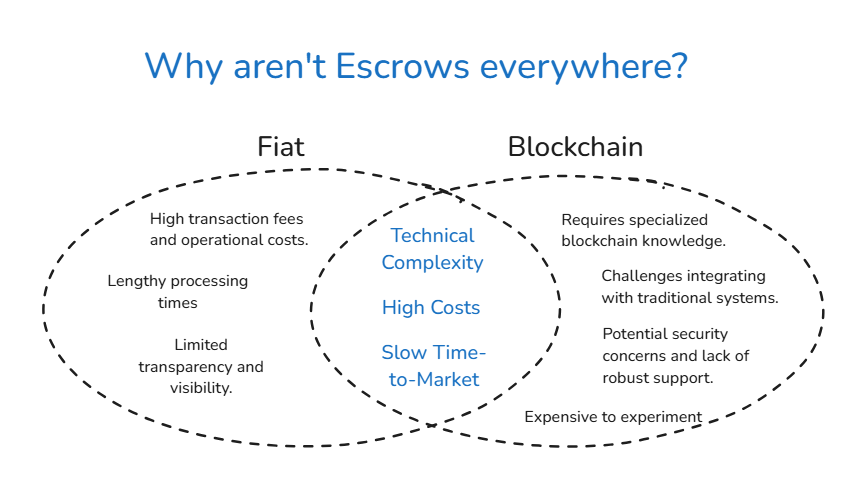 Why aren't Escrows everywhere?
Fiat
Blockchain
High transaction fees
and operational costs.
Lengthy processing
times
Limited
transparency and
visibility.
Technical
Complexity
High Costs
Slow Time-
to-Market
Requires specialized
blockchain knowledge.
Challenges integrating
with traditional systems.
Potential security
concerns and lack of
robust support.
Expensive to experiment